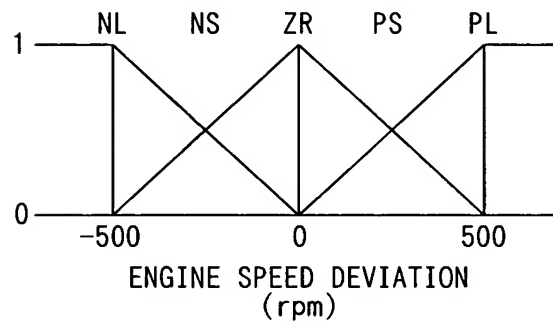 NL NS ZR PS PL
1
0
-500 0 500
ENGINE SPEED DEVIATION
(rpm)